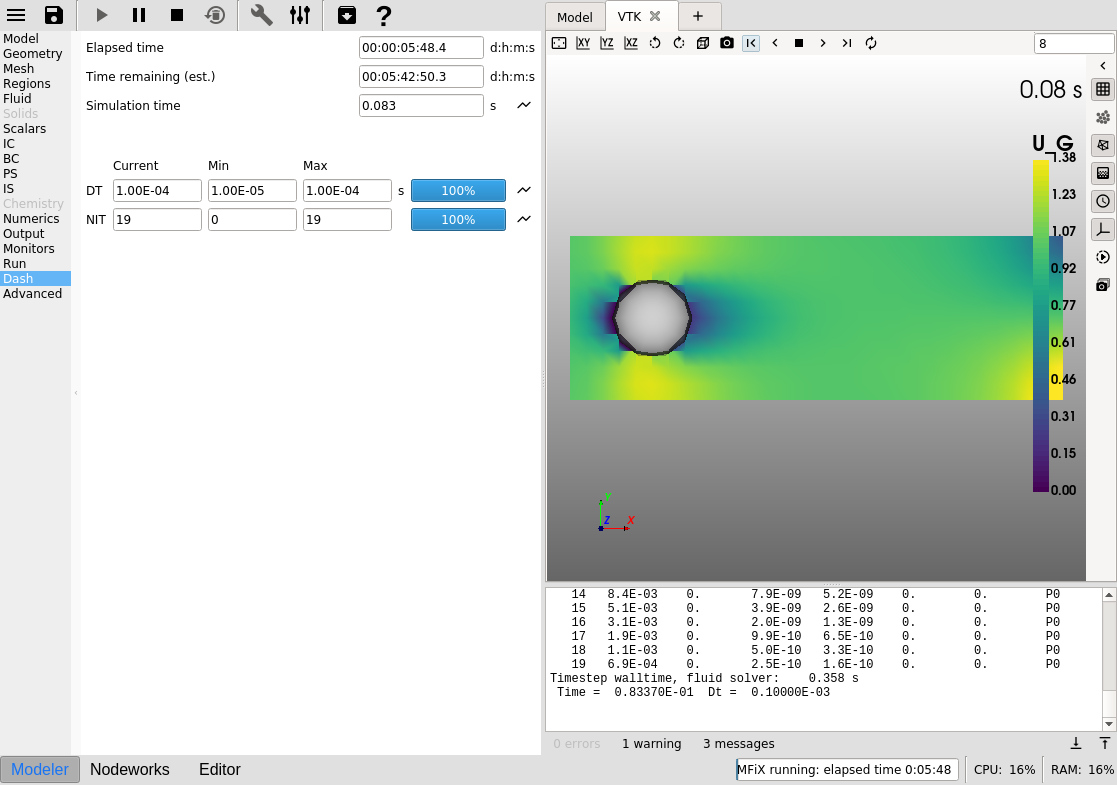 Model
Geometry
Mesh
Regions
Fluid
Solids
Scalars
IC
BC
PS
IS
Chemistry
Numerics
Output
Monitors
Run
Dash
Advanced
Elapsed time 00:00:05:48.4 d:h:m:s
Time remaining (est.) 00:05:42:50.3 d:h:m:s
Simulation time 0.083 s
Current Min Max
DT 1.00E-04 1.00E-05 1.00E-04 s 100%
NIT 19 0 19 100%
Model VTK +
XY YZ XZ 8
0.08 s
U_G
1.38
1.23
1.07
0.92
0.77
0.61
0.46
0.31
0.15
0.00
Y
Z X
14 8.4E-03 0. 7.9E-09 5.2E-09 0. 0. P0
15 5.1E-03 0. 3.9E-09 2.6E-09 0. 0. P0
16 3.1E-03 0. 2.0E-09 1.3E-09 0. 0. P0
17 1.9E-03 0. 9.9E-10 6.5E-10 0. 0. P0
18 1.1E-03 0. 5.0E-10 3.3E-10 0. 0. P0
19 6.9E-04 0. 2.5E-10 1.6E-10 0. 0. P0
Timestep walltime, fluid solver: 0.358 s
Time = 0.83370E-01 Dt = 0.10000E-03
0 errors 1 warning 3 messages
Modeler Nodeworks Editor MFiX running: elapsed time 0:05:48 CPU: 16% RAM: 16%